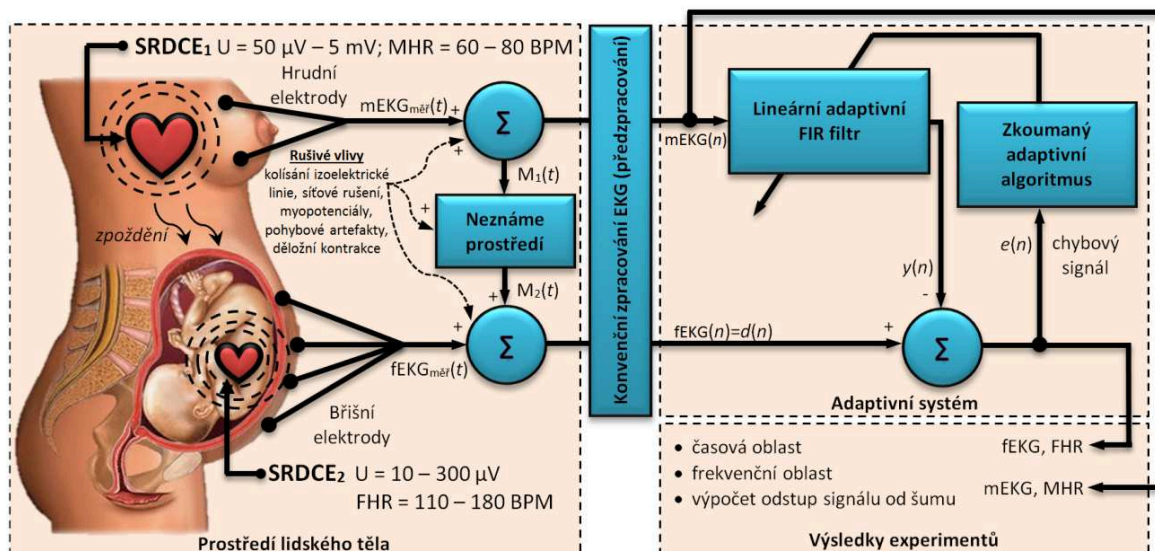 SRDCE₁ U = 50 µV – 5 mV; MHR = 60 – 80 BPM
Hrudní
elektrody
mEKGměř(t)
+
+
Σ
Rušivé vlivy
kolísání izoelektrické
linie, síťové rušení,
myopotenciály,
pohybové artefakty,
děložní kontrakce
M₁(t)
+
Neznáme
prostředí
zpoždění
M₂(t)
+
+
Σ
fEKGměř(t)
Břišní
elektrody
SRDCE₂ U = 10 – 300 µV
FHR = 110 – 180 BPM
Prostředí lidského těla
Konvenční zpracování EKG (předzpracování)
mEKG(n)
Lineární adaptivní
FIR filtr
Zkoumaný
adaptivní
algoritmus
e(n)
chybový
signál
y(n)
-
fEKG(n)=d(n)
+
Σ
Adaptivní systém
• časová oblast
• frekvenční oblast
• výpočet odstup signálu od šumu
fEKG, FHR
mEKG, MHR
Výsledky experimentů